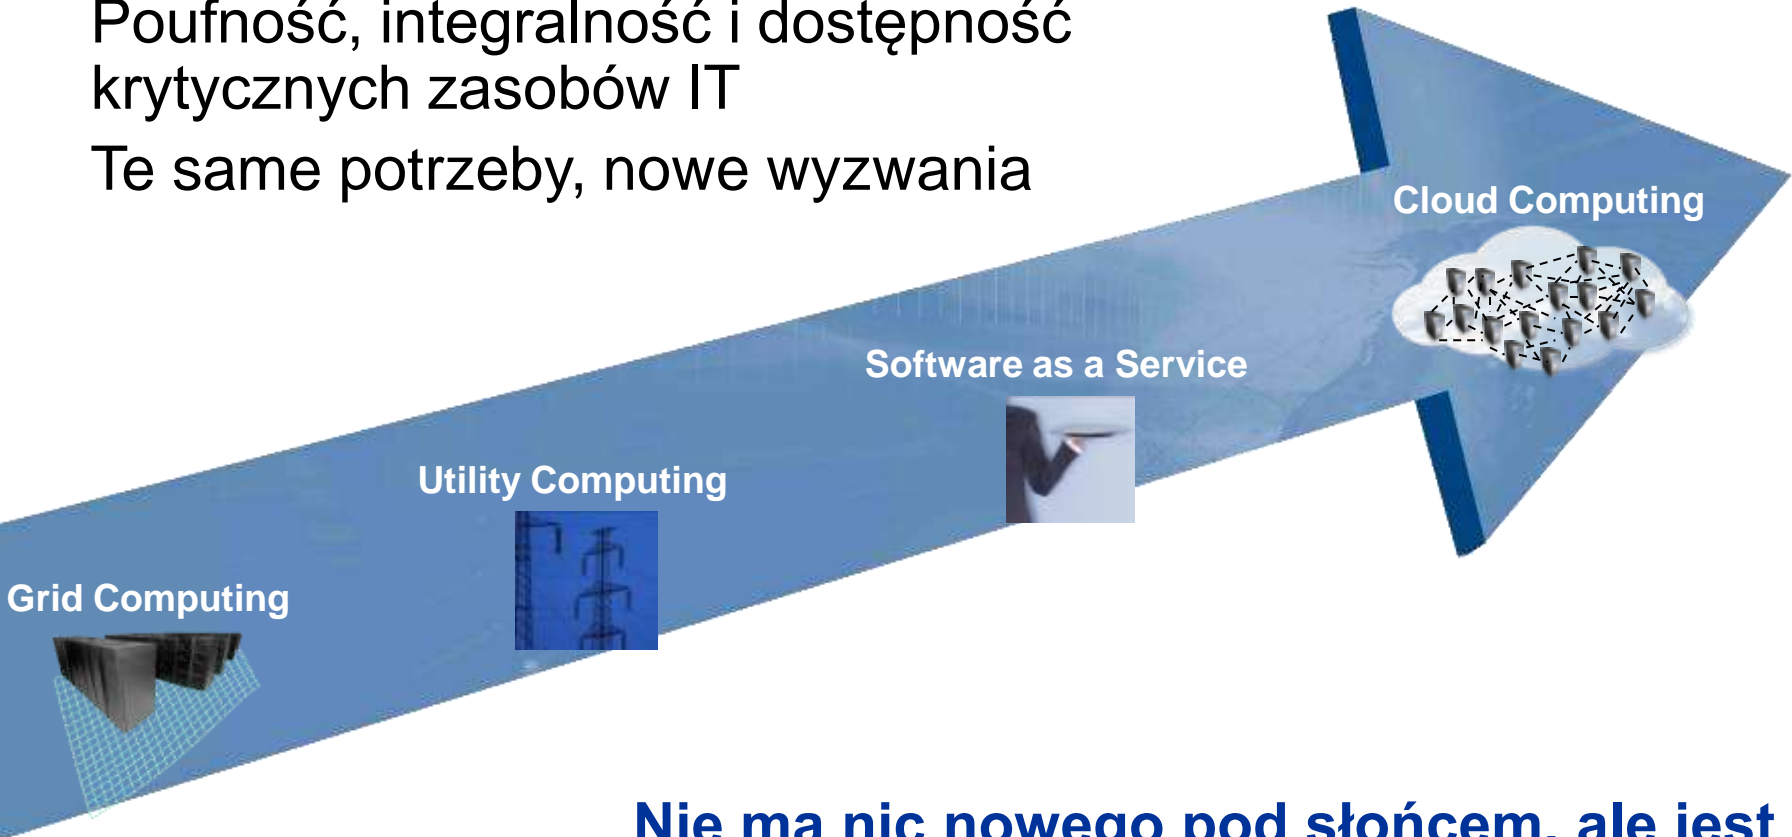 Poufność, integralność i dostępność
krytycznych zasobów IT
Te same potrzeby, nowe wyzwania
Cloud Computing
Software as a Service
Utility Computing
Grid Computing
Nie ma nic nowego pod słońcem, ale jest